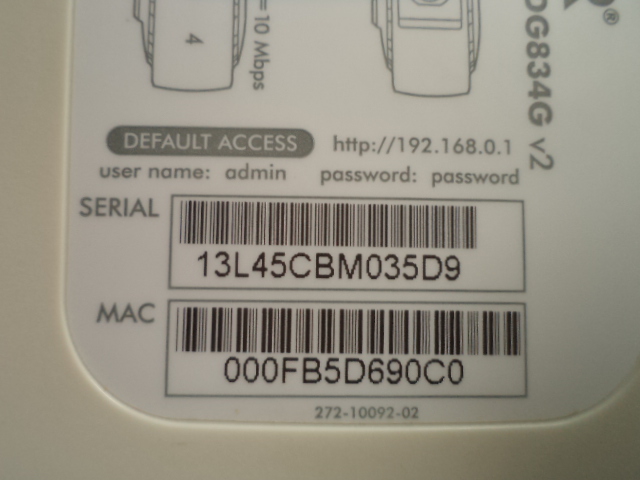 4
=10 Mbps
®
DG834G v2
DEFAULT ACCESS http://192.168.0.1
user name: admin password: password
SERIAL
13L45CBM035D9
MAC
000FB5D690C0
272-10092-02